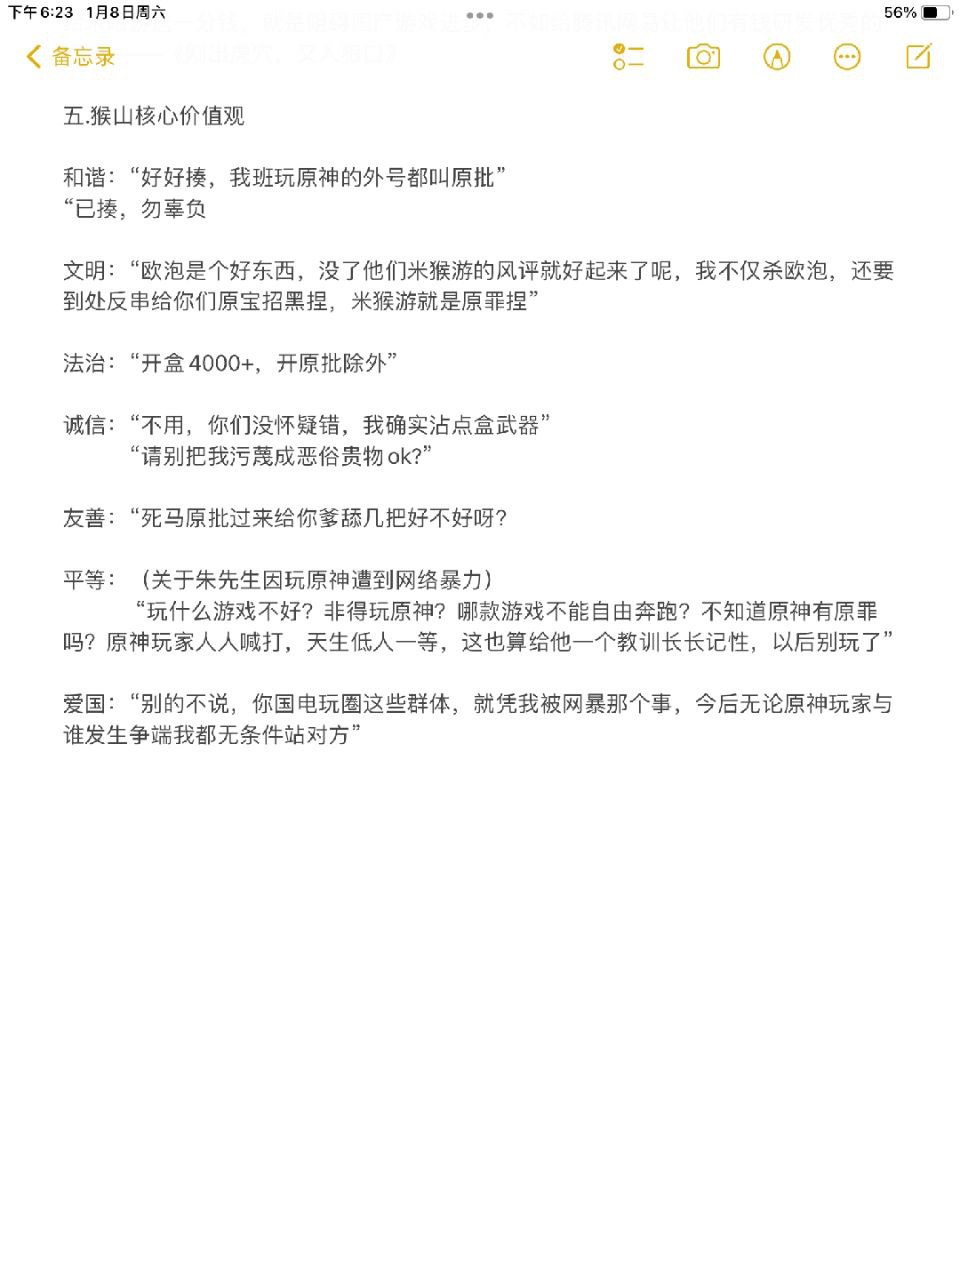 下午6:23 1月8日周六
56%
备忘录
五.猴山核心价值观
和谐：“好好揍，我班玩原神的外号都叫原批”
“已揍，勿辜负
文明：“欧泡是个好东西，没了他们米猴游的风评就好起来了呢，我不仅杀欧泡，还要
到处反串给你们原宝招黑捏，米猴游就是原罪捏”
法治：“开盒4000+，开原批除外”
诚信：“不用，你们没怀疑错，我确实沾点盒武器”
“请别把我污蔑成恶俗贵物ok?”
友善：“死马原批过来给你爹舔几把好不好呀？
平等：（关于朱先生因玩原神遭到网络暴力）
“玩什么游戏不好？非得玩原神？哪款游戏不能自由奔跑？不知道原神有原罪
吗？原神玩家人人喊打，天生低人一等，这也算给他一个教训长长记性，以后别玩了”
爱国：“别的不说，你国电玩圈这些群体，就凭我被网暴那个事，今后无论原神玩家与
谁发生争端我都无条件站对方”